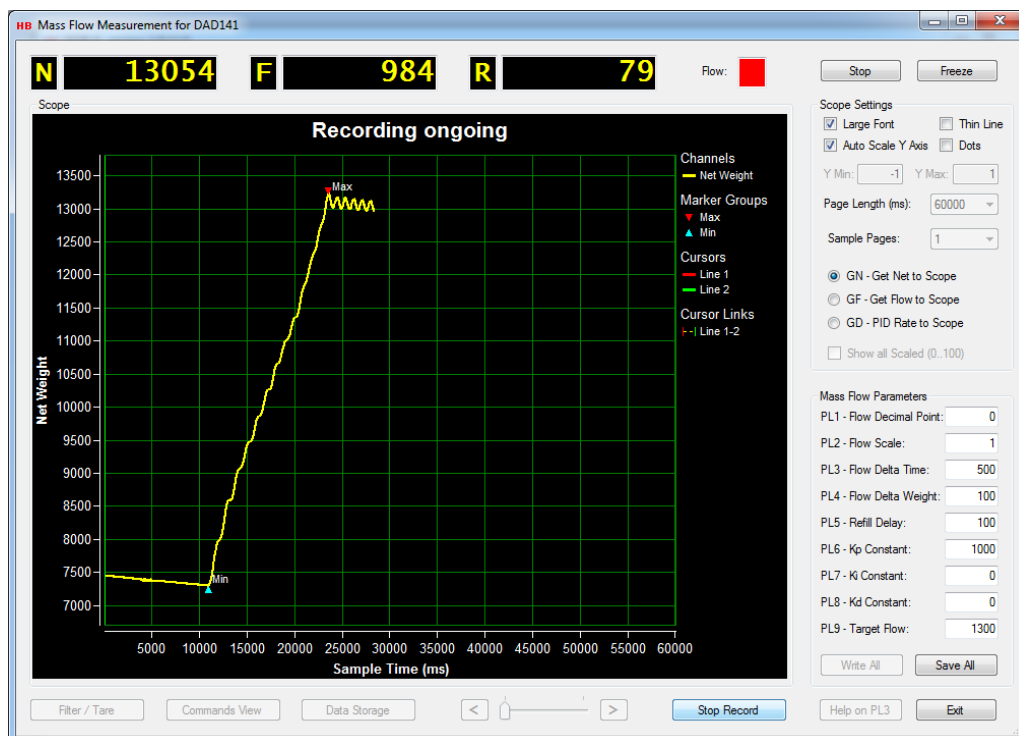 HB Mass Flow Measurement for DAD141
N 13054 F 984 R 79 Flow: Stop Freeze
Scope
Recording ongoing
Net Weight
13500
13000
12500
12000
11500
11000
10500
10000
9500
9000
8500
8000
7500
7000
Max
Min
5000 10000 15000 20000 25000 30000 35000 40000 45000 50000 55000 60000
Sample Time (ms)
Channels
Net Weight
Marker Groups
Max
Min
Cursors
Line 1
Line 2
Cursor Links
Line 1-2
Scope Settings
Large Font Thin Line
Auto Scale Y Axis Dots
Y Min: -1 Y Max: 1
Page Length (ms): 60000
Sample Pages: 1
GN - Get Net to Scope
GF - Get Flow to Scope
GD - PID Rate to Scope
Show all Scaled (0..100)
Mass Flow Parameters
PL1 - Flow Decimal Point: 0
PL2 - Flow Scale: 1
PL3 - Flow Delta Time: 500
PL4 - Flow Delta Weight: 100
PL5 - Refill Delay: 100
PL6 - Kp Constant: 1000
PL7 - Ki Constant: 0
PL8 - Kd Constant: 0
PL9 - Target Flow: 1300
Write All Save All
Filter / Tare Commands View Data Storage < > Stop Record Help on PL3 Exit